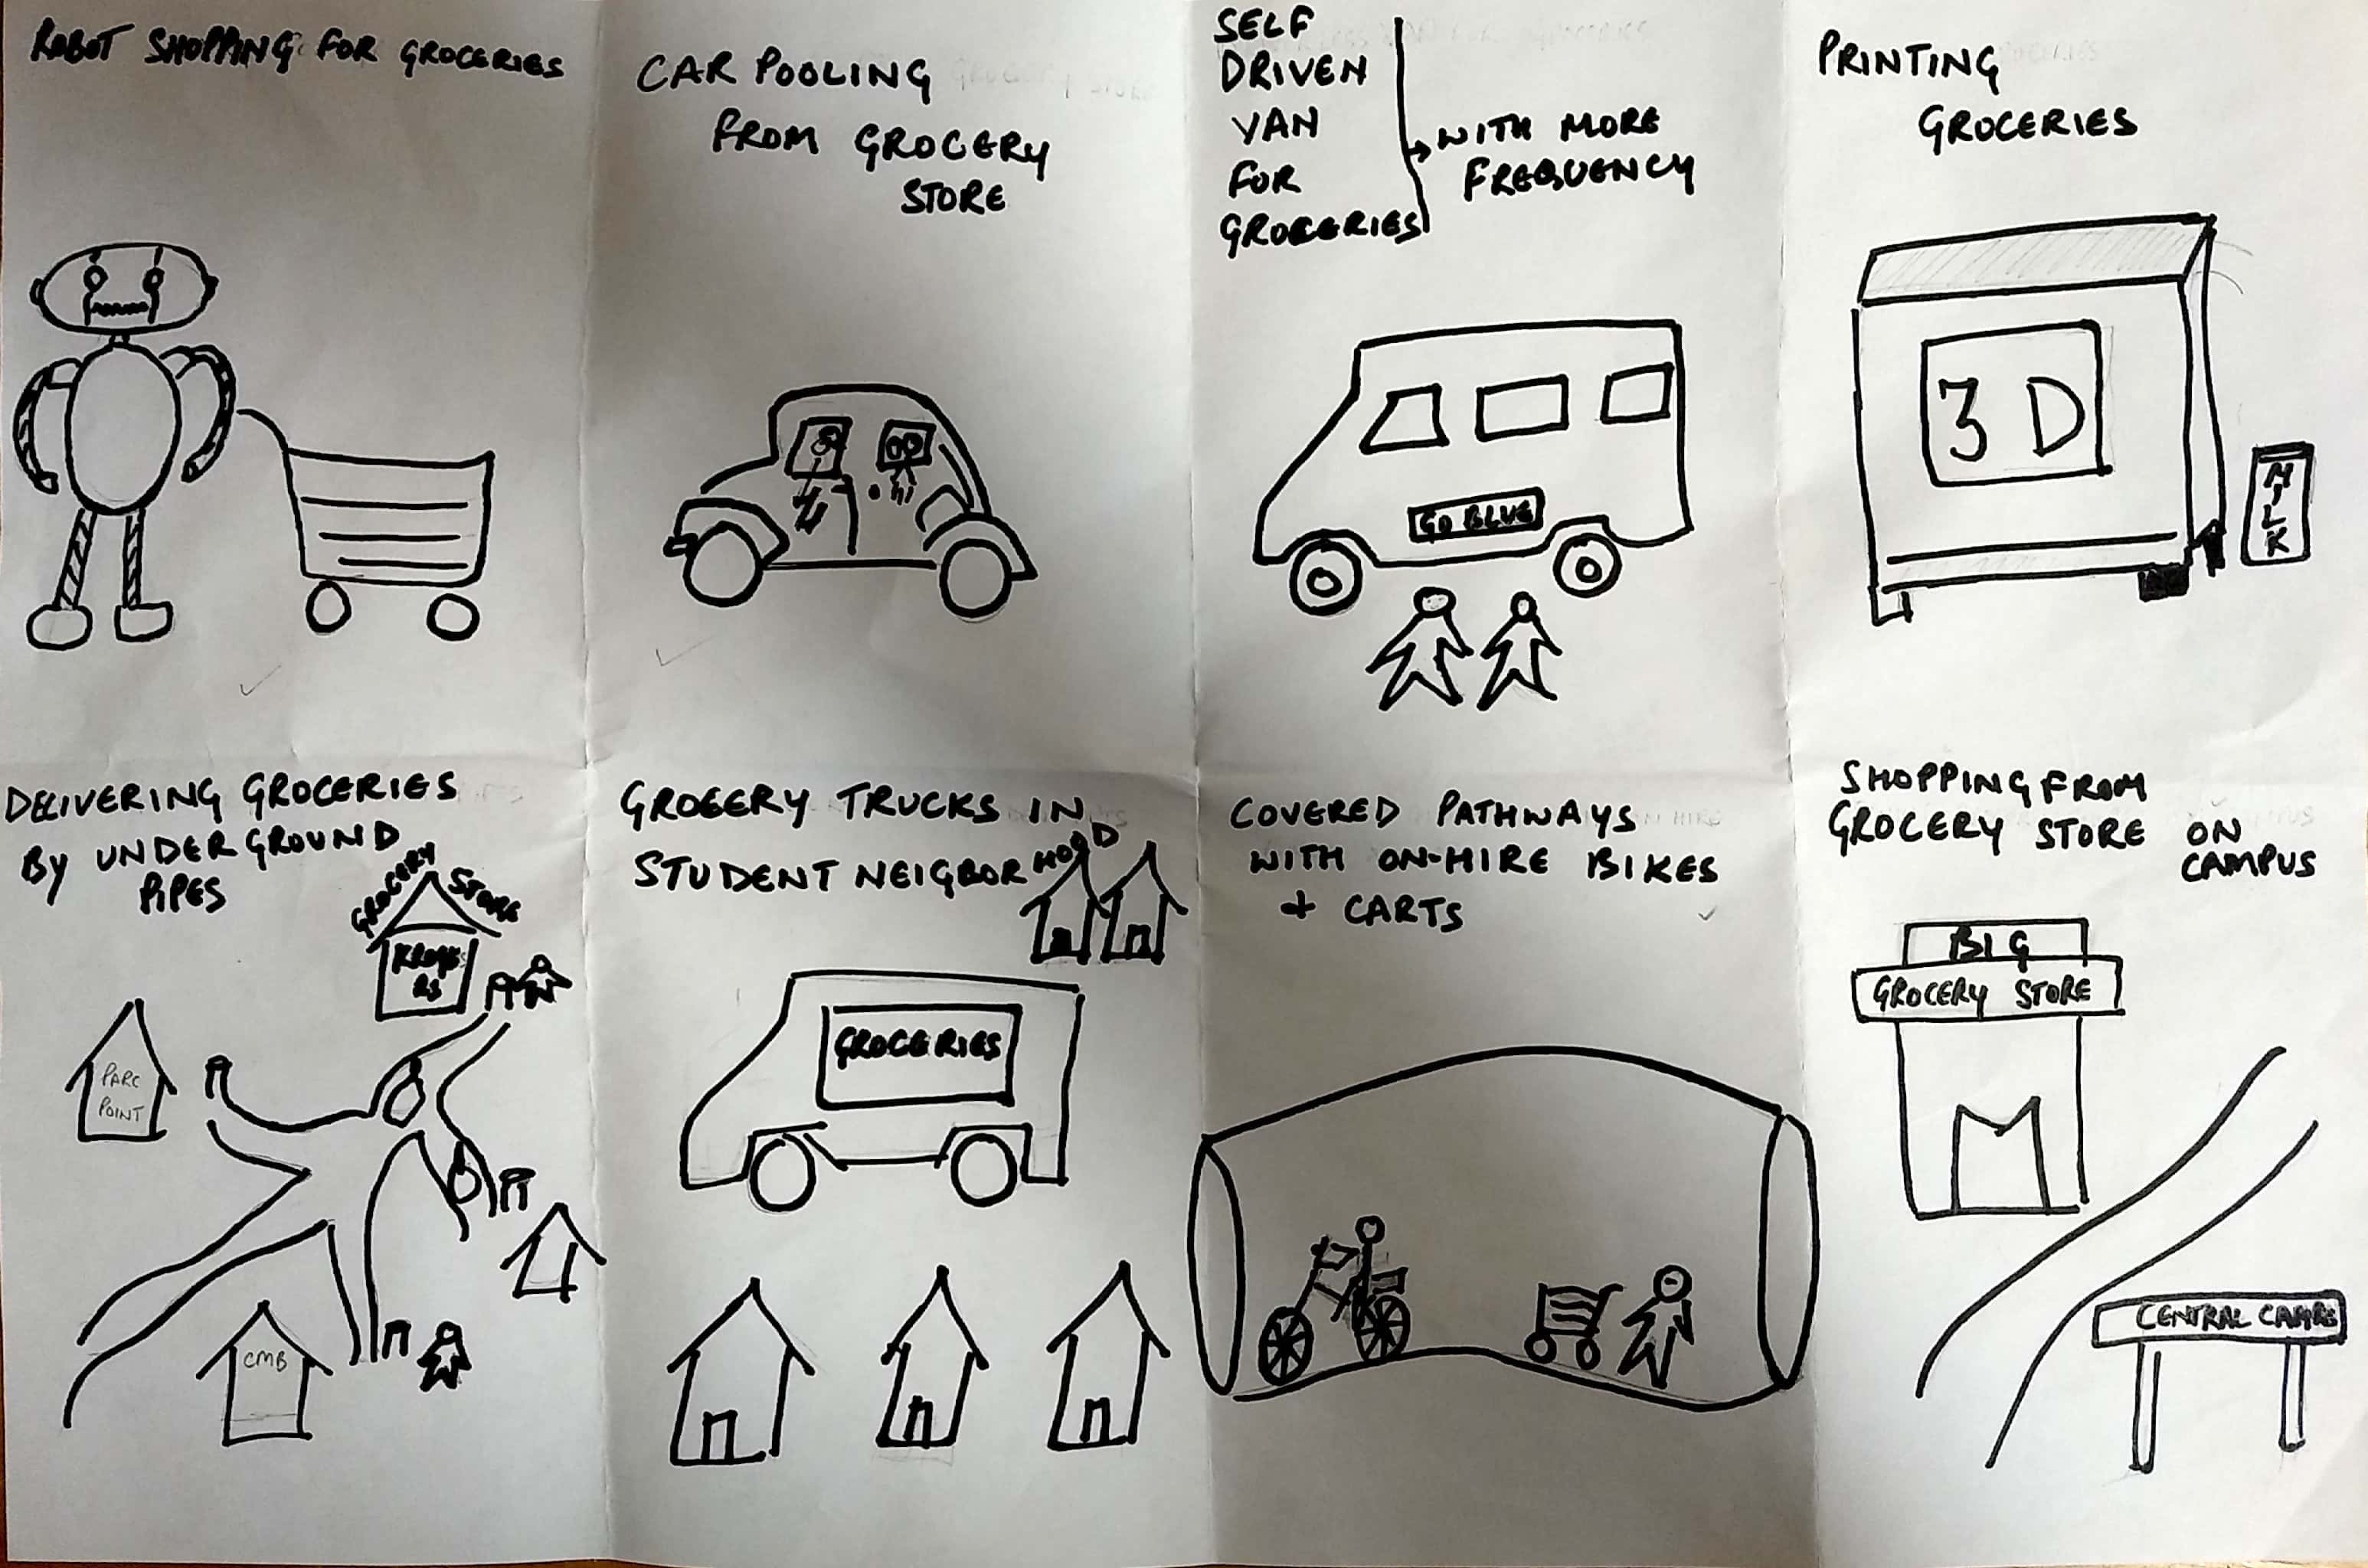 ROBOT SHOPPING FOR GROCERIES
CAR POOLING
FROM GROCERY
STORE
SELF
DRIVEN
VAN
FOR
GROCERIES
WITH MORE
FREQUENCY
GO BLUE
PRINTING
GROCERIES
3D
MILK
DELIVERING GROCERIES
BY UNDERGROUND
PIPES
GROCERY STORE
KROGE
RS
PARC
POINT
CMB
GROCERY TRUCKS IN
STUDENT NEIGBORHOOD
GROCERIES
COVERED PATHWAYS
WITH ON-HIRE BIKES
+ CARTS
SHOPPING FROM
GROCERY STORE ON
CAMPUS
BIG
GROCERY STORE
CENTRAL